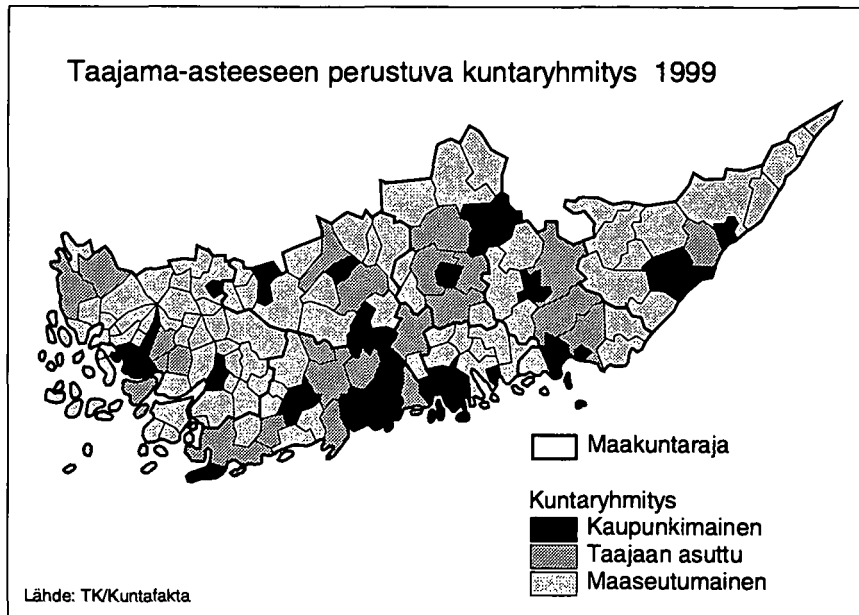 Taajama-asteeseen perustuva kuntaryhmitys 1999
Maakuntaraja
Kuntaryhmitys
Kaupunkimainen
Taajaan asuttu
Maaseutumainen
Lähde: TK/Kuntafakta